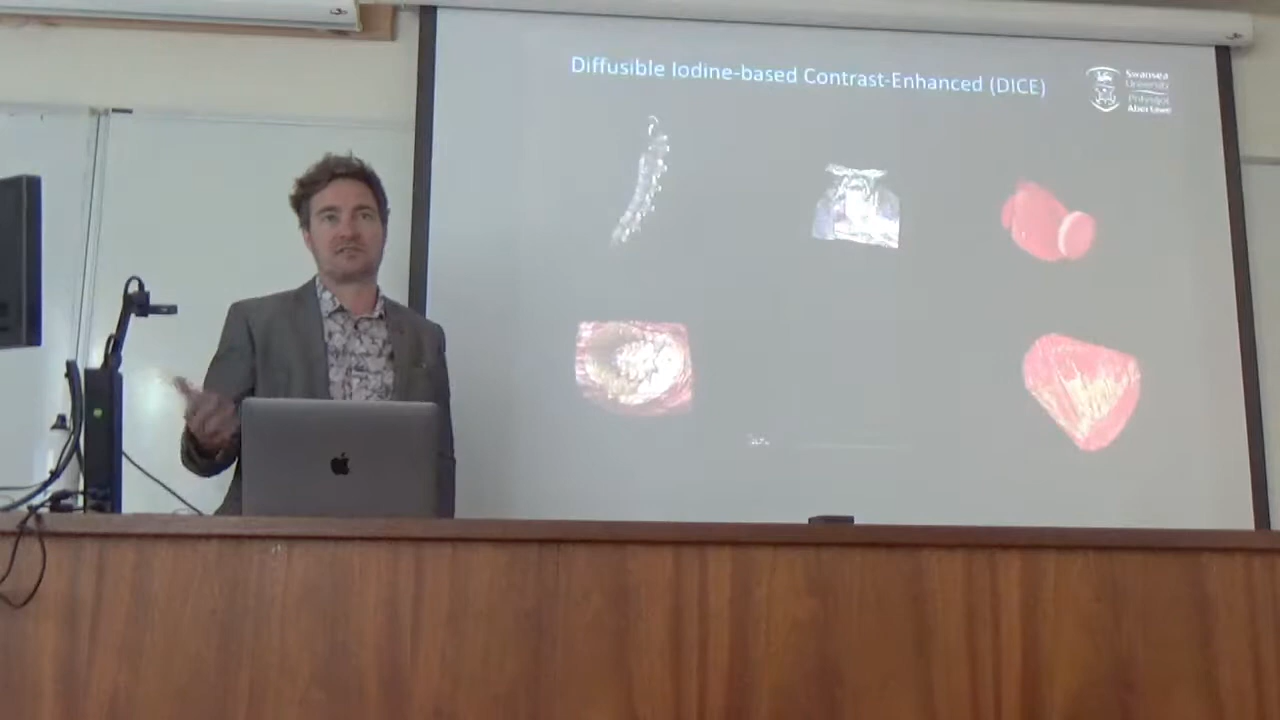 Diffusible Iodine-based Contrast-Enhanced (DICE)
Swansea
University
Prifysgol
Abertawe